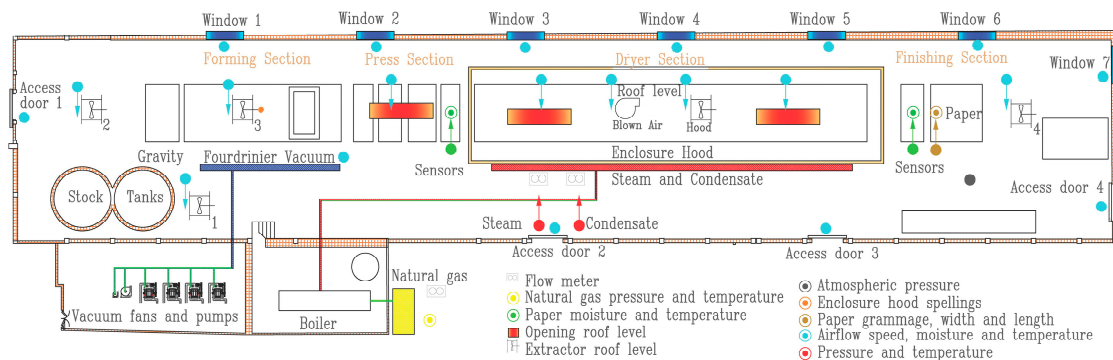 Window 1
Window 2
Window 3
Window 4
Window 5
Window 6
Forming Section
Press Section
Dryer Section
Finishing Section
Window 7
Access
door 1
2
3
Roof level
Blown Air
Hood
Paper
4
Gravity
Fourdrinier Vacuum
Sensors
Enclosure Hood
Sensors
Steam and Condensate
Stock
Tanks
1
Access door 4
Steam
Condensate
Access door 2
Access door 3
Natural gas
Vacuum fans and pumps
Boiler
Flow meter
Natural gas pressure and temperature
Paper moisture and temperature
Opening roof level
Extractor roof level
Atmospheric pressure
Enclosure hood spellings
Paper grammage, width and length
Airflow speed, moisture and temperature
Pressure and temperature